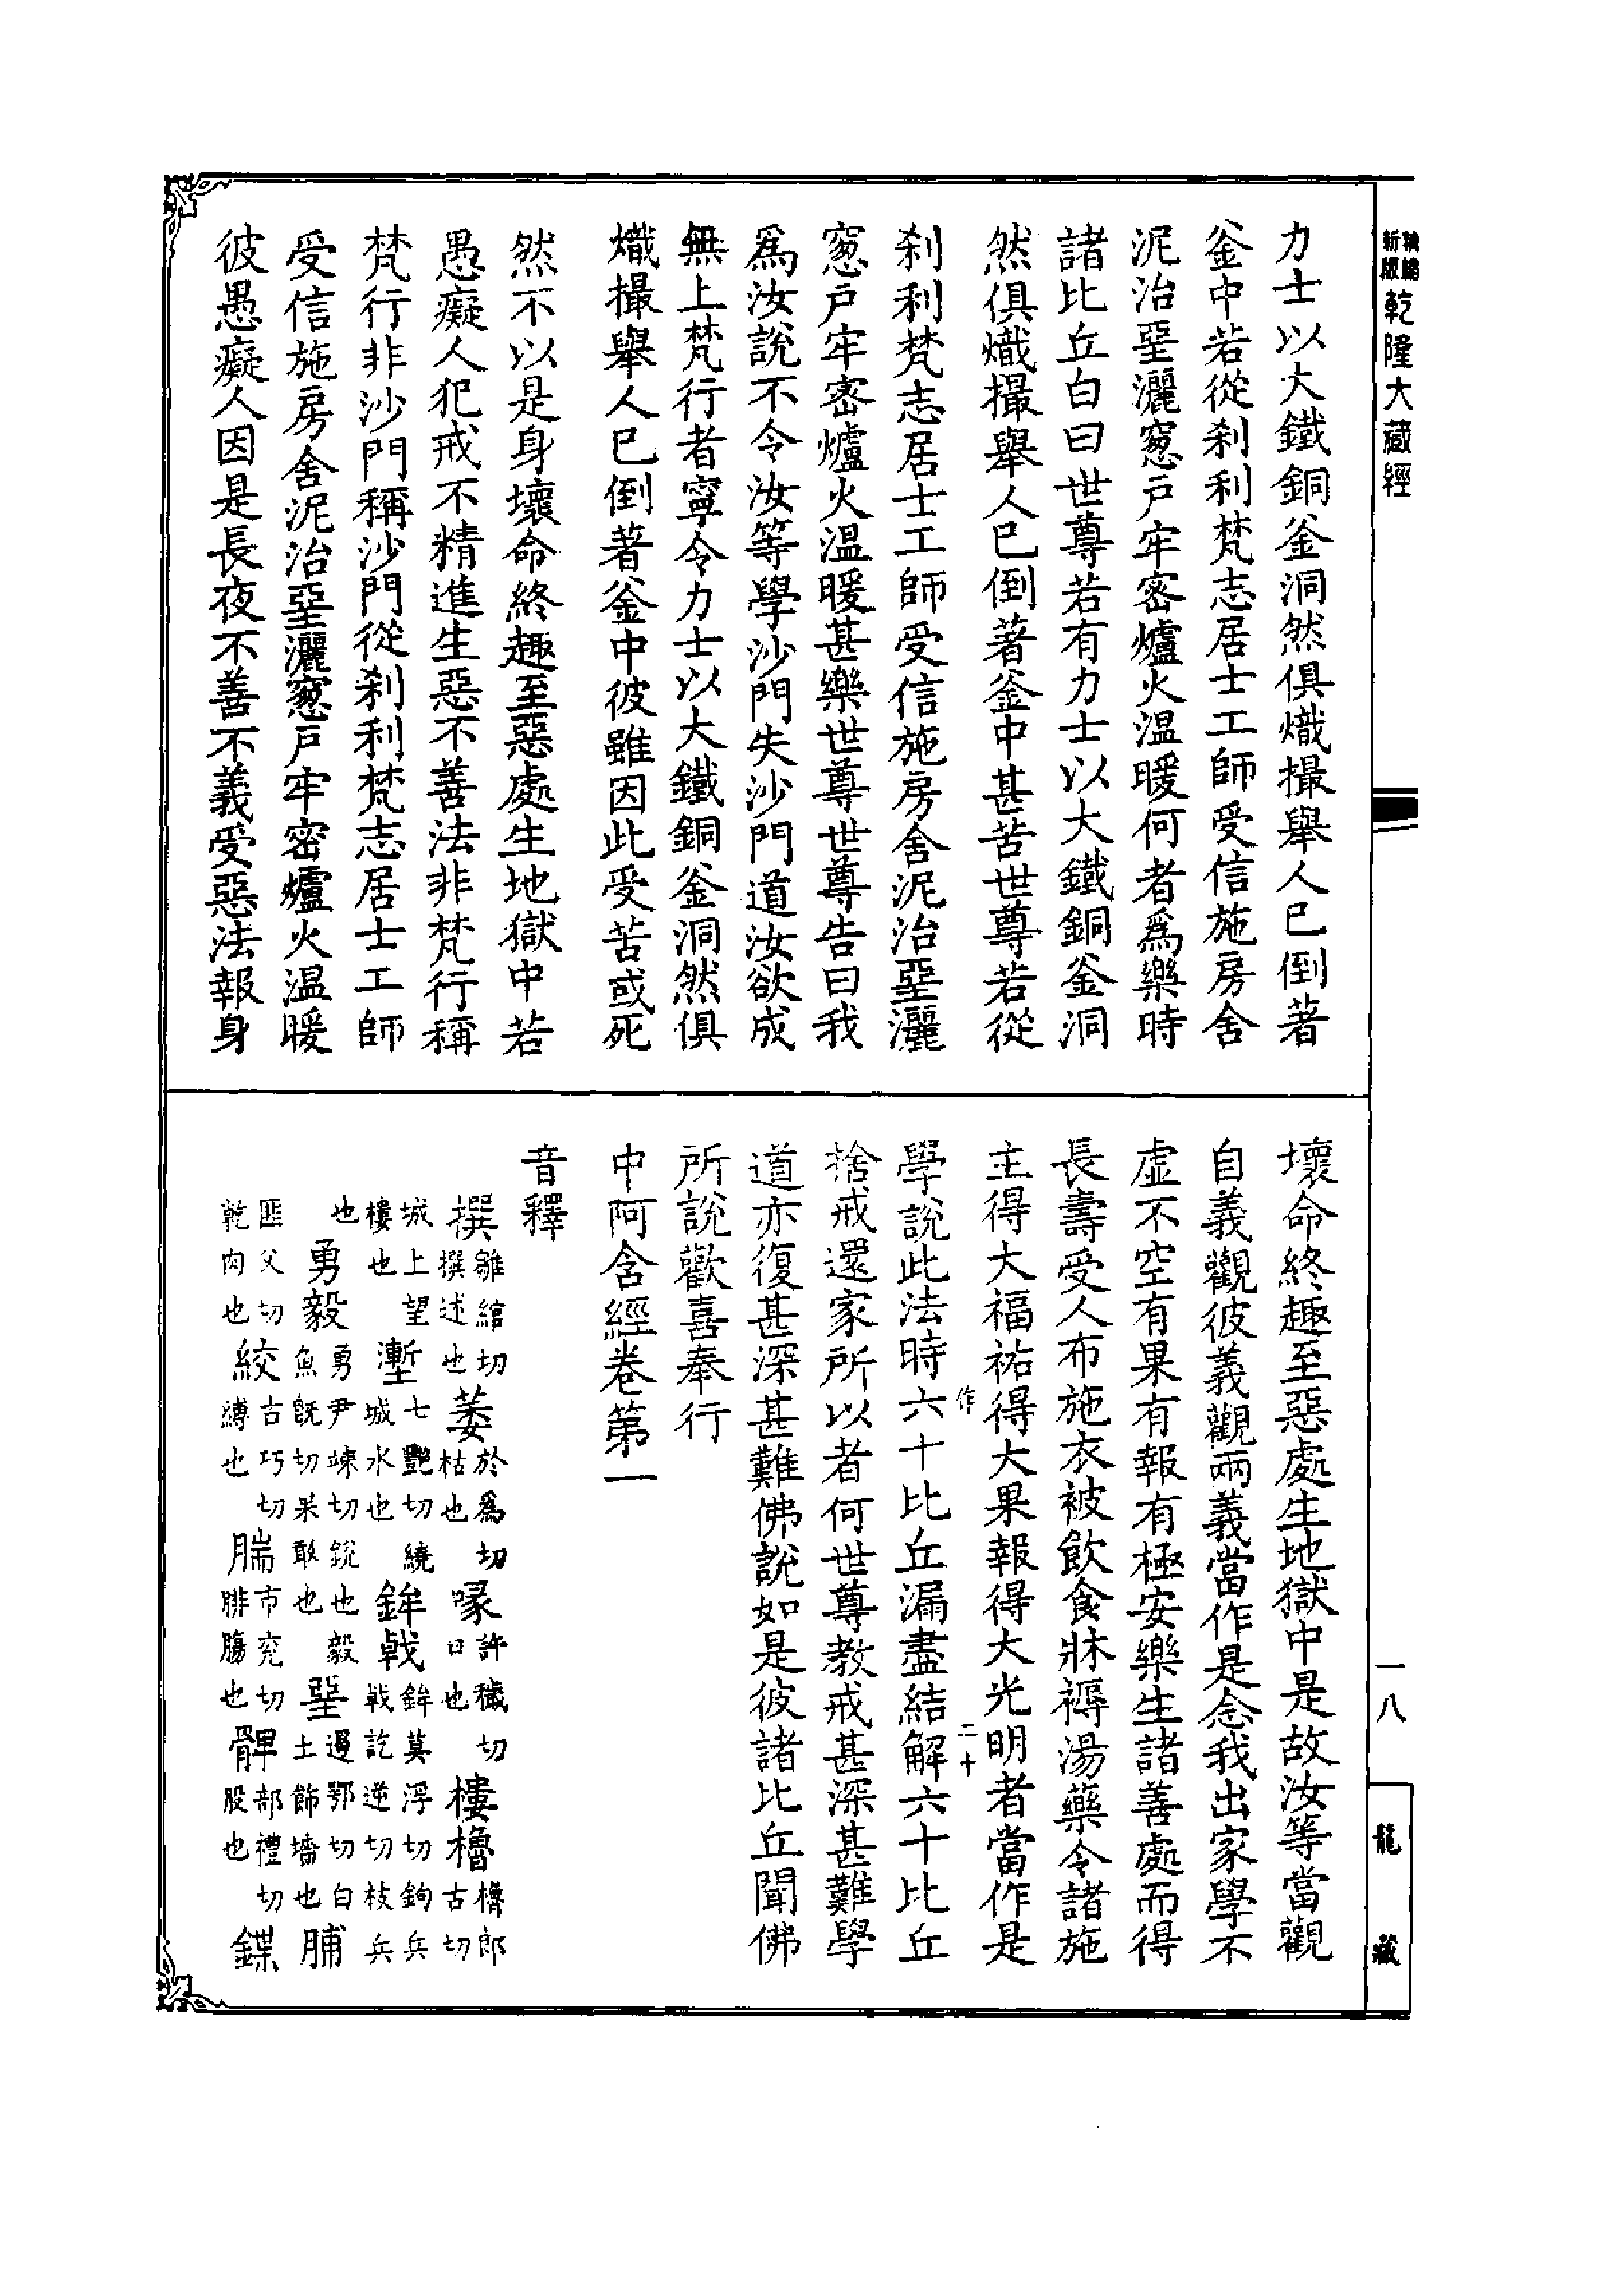 新版
精縮
乾隆大藏經
力士以大鐵銅釜洞然俱熾撮舉人已倒著
釜中若從刹利梵志居士工師受信施房舍
泥治堊灑窻戸牢密爐火溫暖何者爲樂時
諸比丘白曰世尊若有力士以大鐵銅釜洞
然俱熾撮舉人已倒著釜中甚苦世尊若從
刹利梵志居士工師受信施房舍泥治堊灑
窻戸牢密爐火溫暖甚樂世尊世尊告曰我
爲汝說不令汝等學沙門失沙門道汝欲成
無上梵行者寧令力士以大鐵銅釜洞然俱
熾撮舉人已倒著釜中彼雖因此受苦或死
然不以是身壞命終趣至惡處生地獄中若
愚癡人犯戒不精進生惡不善法非梵行稱
梵行非沙門稱沙門從刹利梵志居士工師
受信施房舍泥治堊灑窻戸牢密爐火溫暖
彼愚癡人因是長夜不善不義受惡法報身
壞命終趣至惡處生地獄中是故汝等當觀
自義觀彼義觀兩義當作是念我出家學不
虛不空有果有報有極安樂生諸善處而得
長壽受人布施衣被飲食牀褥湯藥令諸施
主得大福祐得大果報得大光明者當作是
作 二十
學說此法時六十比丘漏盡結解六十比丘
捨戒還家所以者何世尊教戒甚深甚難學
道亦復甚深甚難佛說如是彼諸比丘聞佛
所說歡喜奉行
中阿含經卷第一
音釋
撰 雛綰切撰述也 萎 於爲切枯也 喙 許穢切口也 樓櫓 櫓郎古切
城上望樓也 塹 七豔切繞城水也 鉾戟 鉾莫浮切鉤兵戟訖逆切枝兵
也 勇毅 勇尹竦切銳也毅魚既切果敢也 堊 遏鄂切白土飾墻也 脯
匪父切乾肉也 絞 古巧切縛也 腨 市兖切腓腸也 髀 部禮切股也 鍱
一八
龍藏